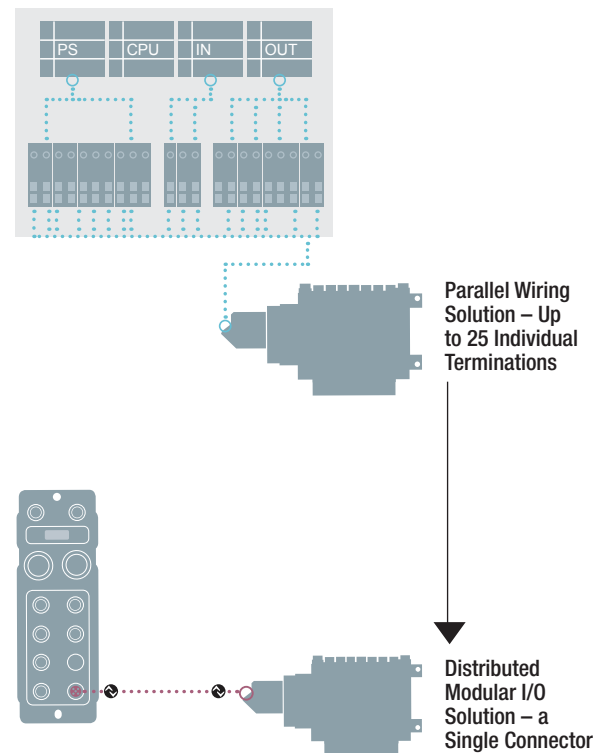 PS CPU IN OUT
Parallel Wiring
Solution – Up
to 25 Individual
Terminations
Distributed
Modular I/O
Solution – a
Single Connector